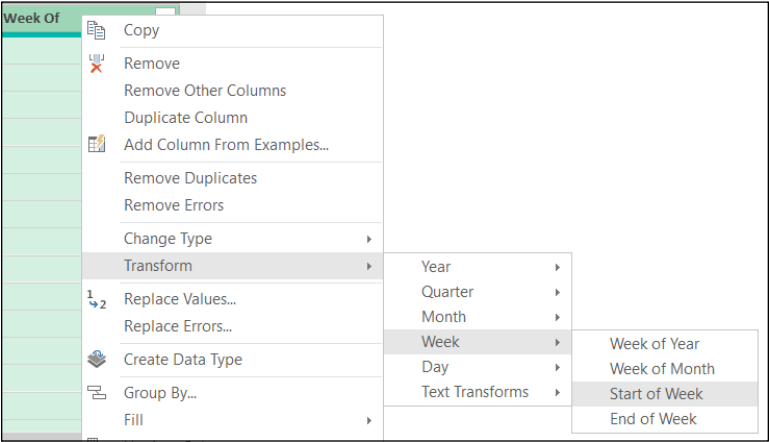 Week Of
Copy
Remove
Remove Other Columns
Duplicate Column
Add Column From Examples...
Remove Duplicates
Remove Errors
Change Type
Transform
Replace Values...
Replace Errors...
Create Data Type
Group By...
Fill
Year
Quarter
Month
Week
Day
Text Transforms
Week of Year
Week of Month
Start of Week
End of Week